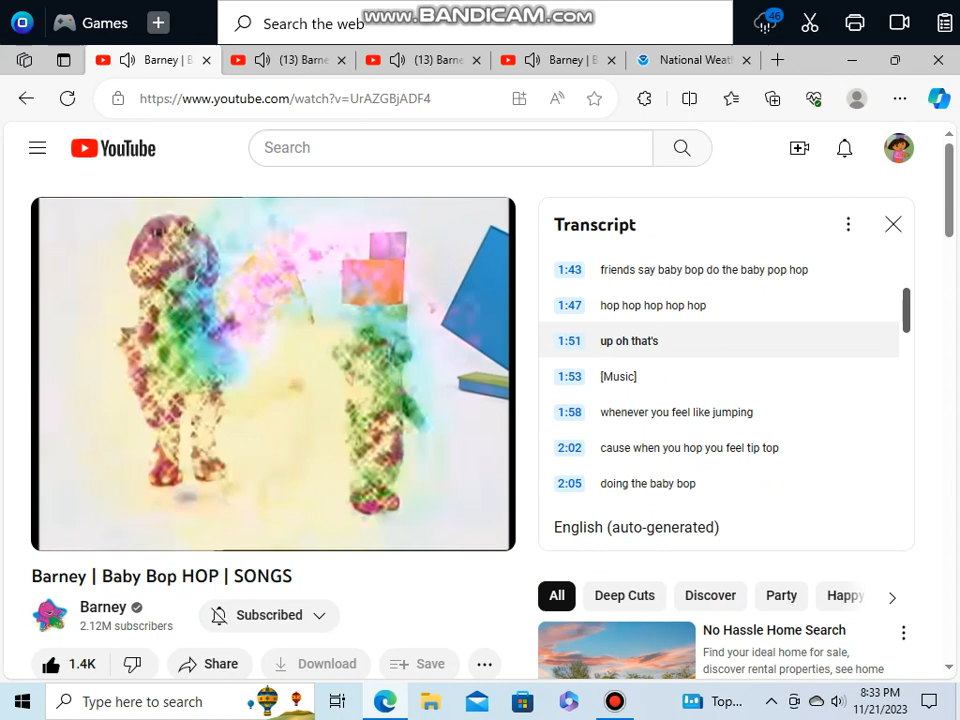 Games
Search the web
www.BANDICAM.com
46
Barney | B
(13) Barne
(13) Barne
Barney | B
National Weat
https://www.youtube.com/watch?v=UrAZGBjADF4
YouTube
Search
Transcript
1:43 friends say baby bop do the baby pop hop
1:47 hop hop hop hop hop
1:51 up oh that's
1:53 [Music]
1:58 whenever you feel like jumping
2:02 cause when you hop you feel tip top
2:05 doing the baby bop
English (auto-generated)
Barney | Baby Bop HOP | SONGS
Barney
2.12M subscribers
Subscribed
1.4K
Share
Download
Save
All
Deep Cuts
Discover
Party
Happy
No Hassle Home Search
Find your ideal home for sale,
discover rental properties, see home
Type here to search
Top...
8:33 PM
11/21/2023